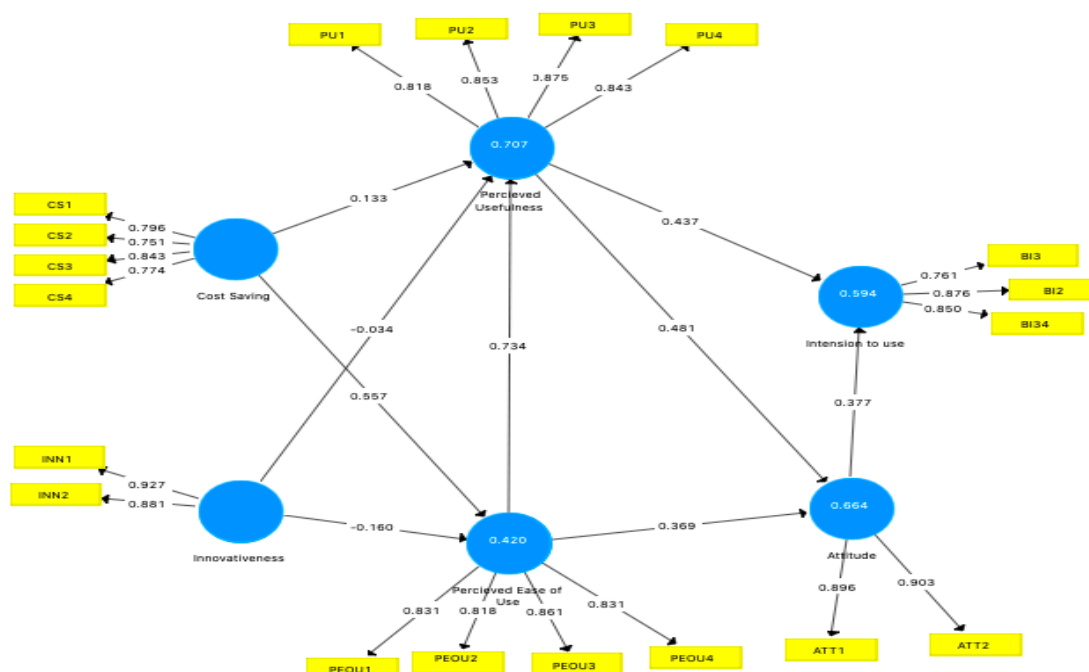 PU1
PU2
PU3
PU4
0.818
0.853
0.875
0.843
0.707
Percieved
Usefulness
CS1
CS2
CS3
CS4
0.796
0.751
0.843
0.774
Cost Saving
0.133
0.437
BI3
BI2
BI34
0.761
0.876
0.850
0.594
Intension to use
-0.034
0.734
0.481
0.557
0.377
INN1
INN2
0.927
0.881
Innovativeness
-0.160
0.420
0.369
0.664
Attitude
Percieved Ease of
Use
0.831
0.818
0.861
0.831
0.896
0.903
PEOU1
PEOU2
PEOU3
PEOU4
ATT1
ATT2